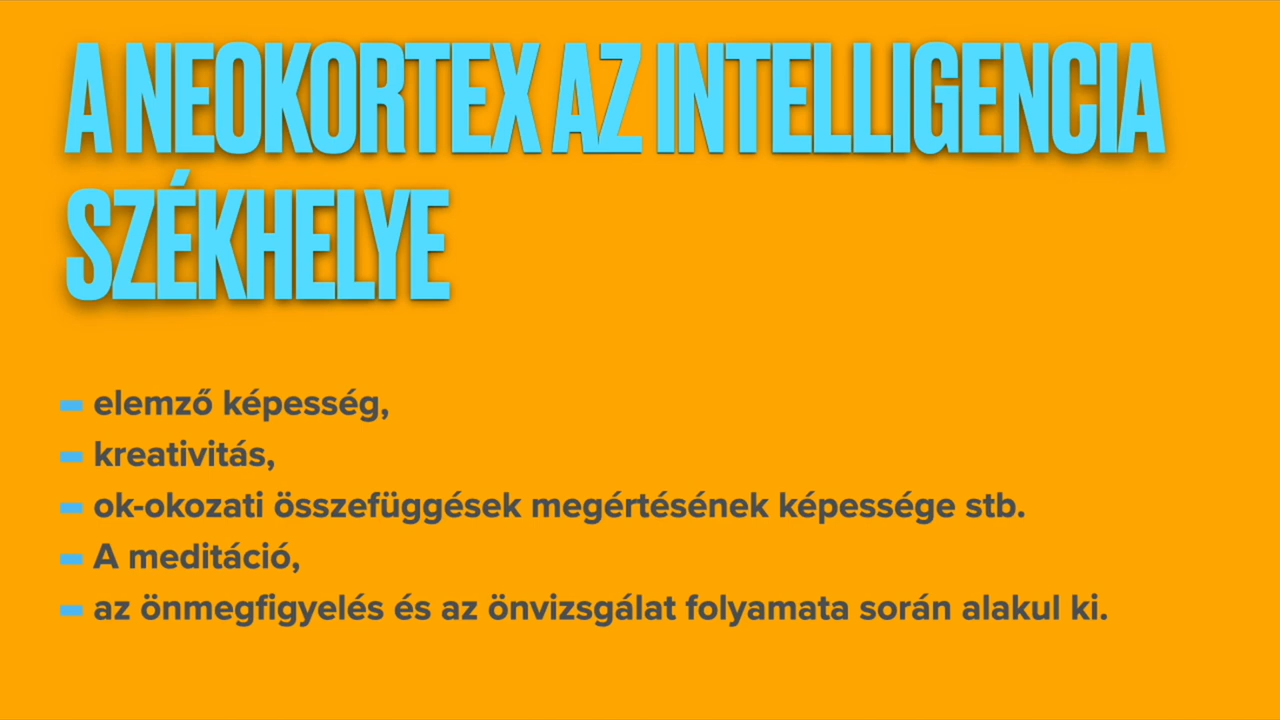 A NEOKORTEX AZ INTELLIGENCIA
SZÉKHELYE
elemző képesség,
kreativitás,
ok-okozati összefüggések megértésének képessége stb.
A meditáció,
az önmegfigyelés és az önvizsgálat folyamata során alakul ki.